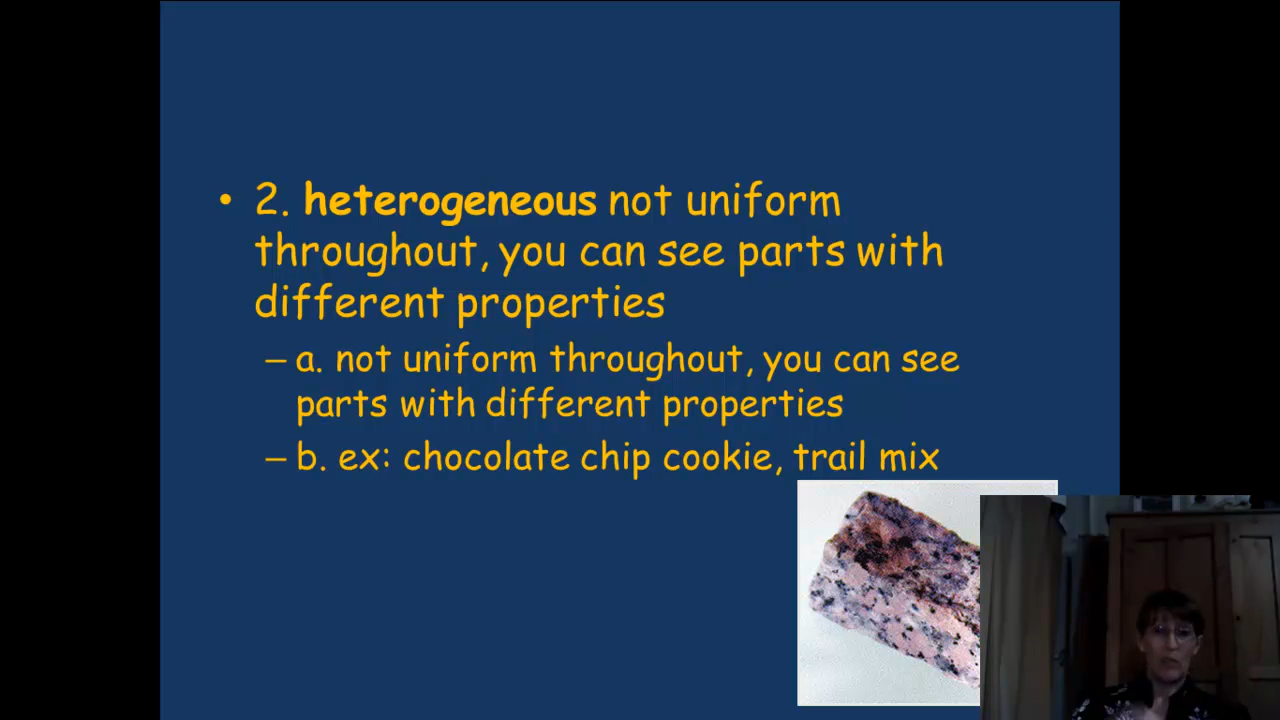 • 2. heterogeneous not uniform
throughout, you can see parts with
different properties
– a. not uniform throughout, you can see
parts with different properties
– b. ex: chocolate chip cookie, trail mix